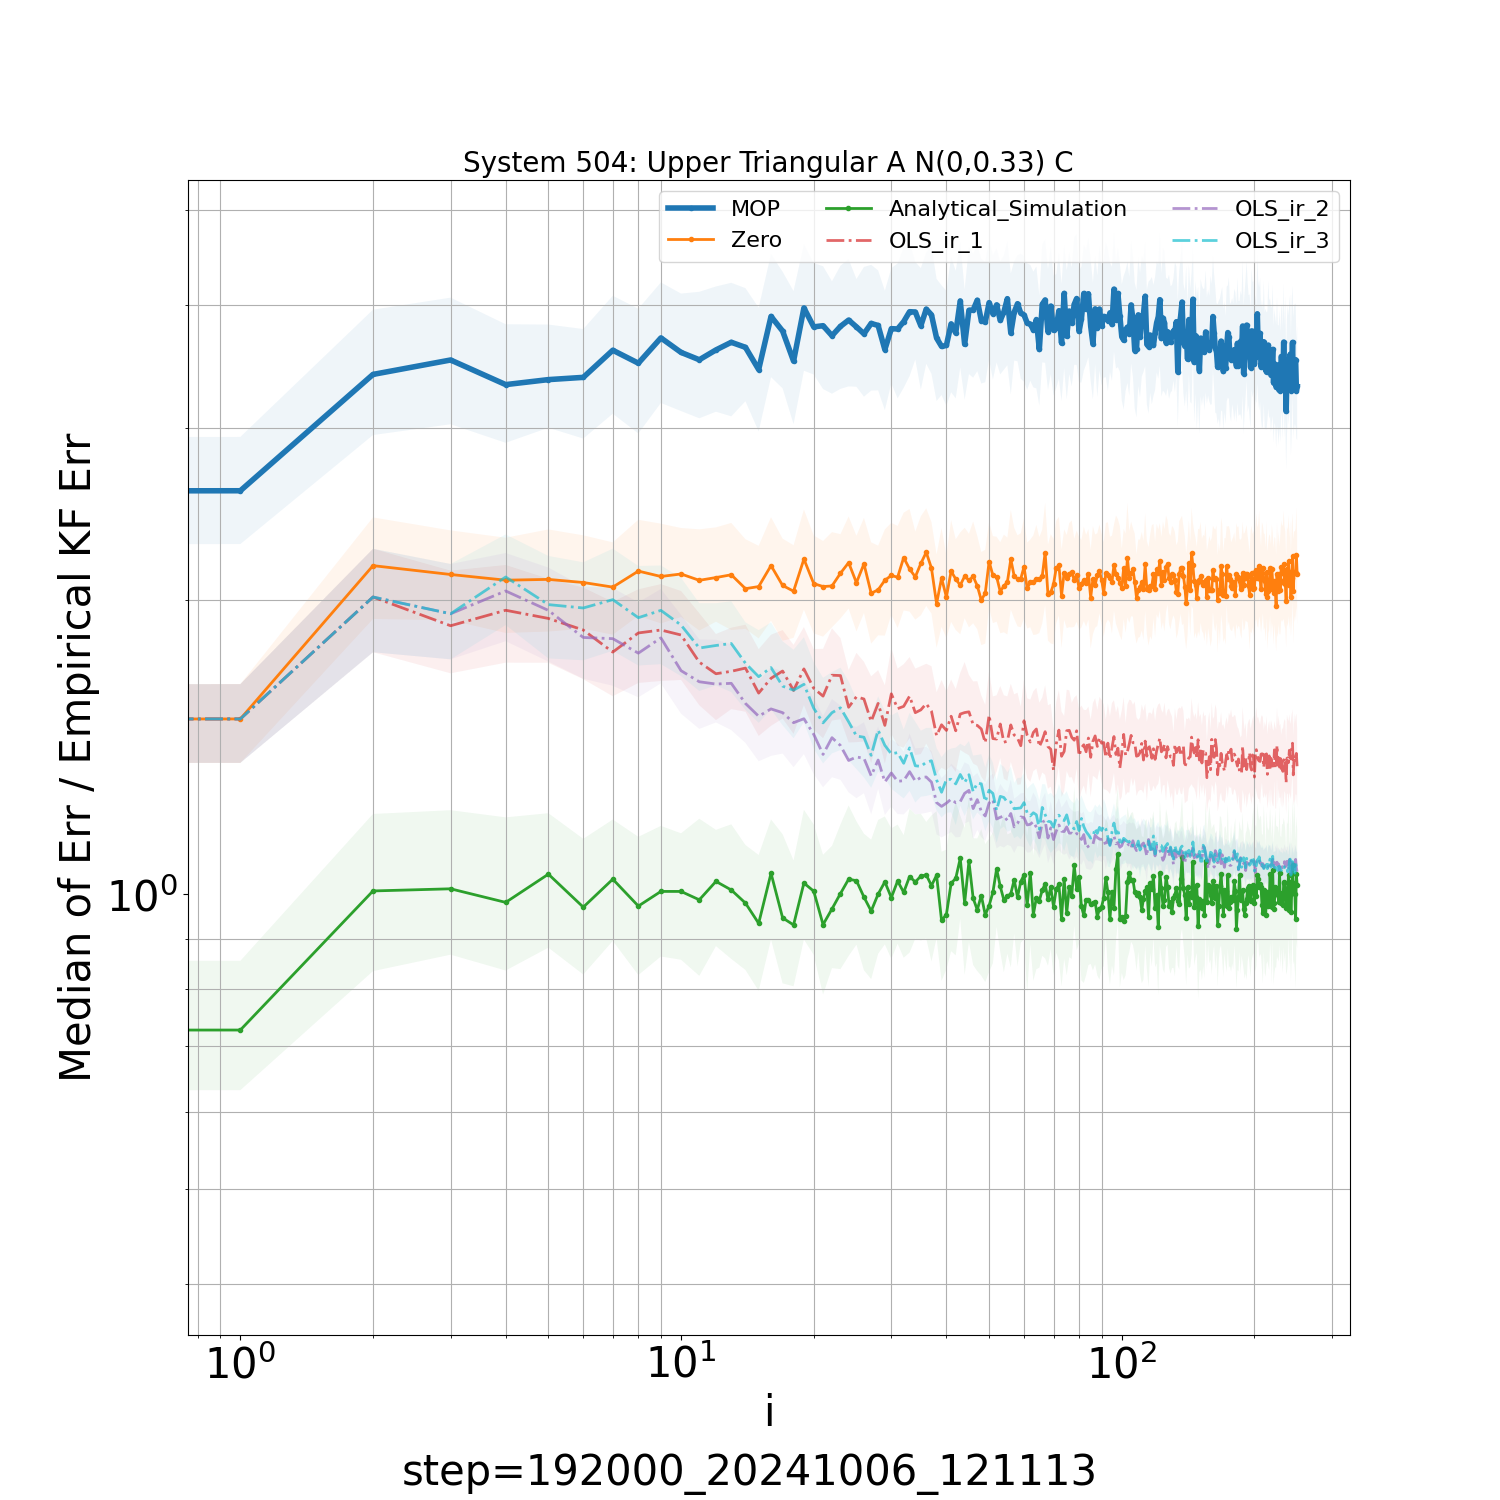 System 504: Upper Triangular A N(0,0.33) C
MOP
Zero
Analytical_Simulation
OLS_ir_1
OLS_ir_2
OLS_ir_3
Median of Err / Empirical KF Err
10⁰
10⁰
10¹
10²
i
step=192000_20241006_121113